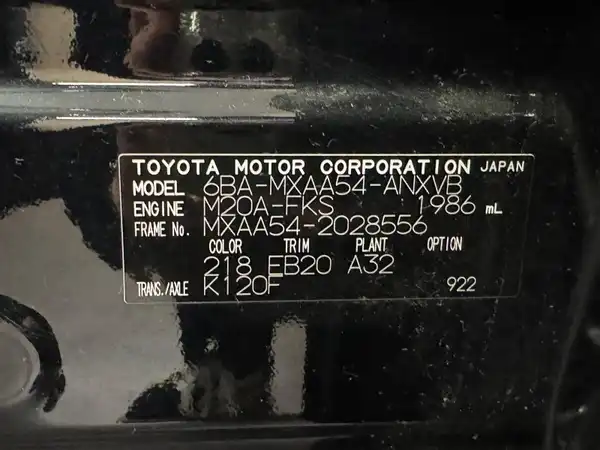 TOYOTA MOTOR CORPORATION JAPAN
MODEL 6BA-MXAA54-ANXVB
ENGINE M20A-FKS 1986 mL
FRAME No. MXAA54-2028556
COLOR TRIM PLANT OPTION
218 EB20 A32
TRANS./AXLE K120F 922